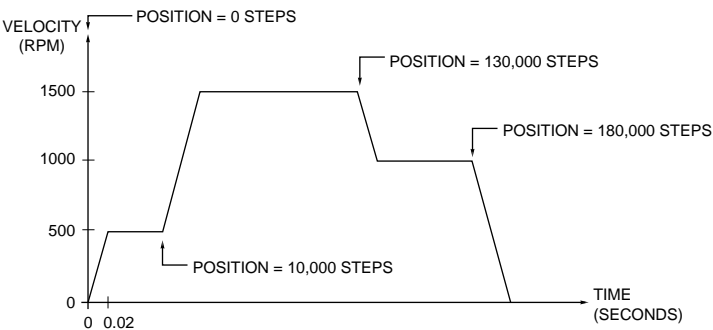 POSITION = 0 STEPS
VELOCITY
(RPM)
POSITION = 130,000 STEPS
1500
POSITION = 180,000 STEPS
1000
500
POSITION = 10,000 STEPS
0
TIME
(SECONDS)
0 0.02